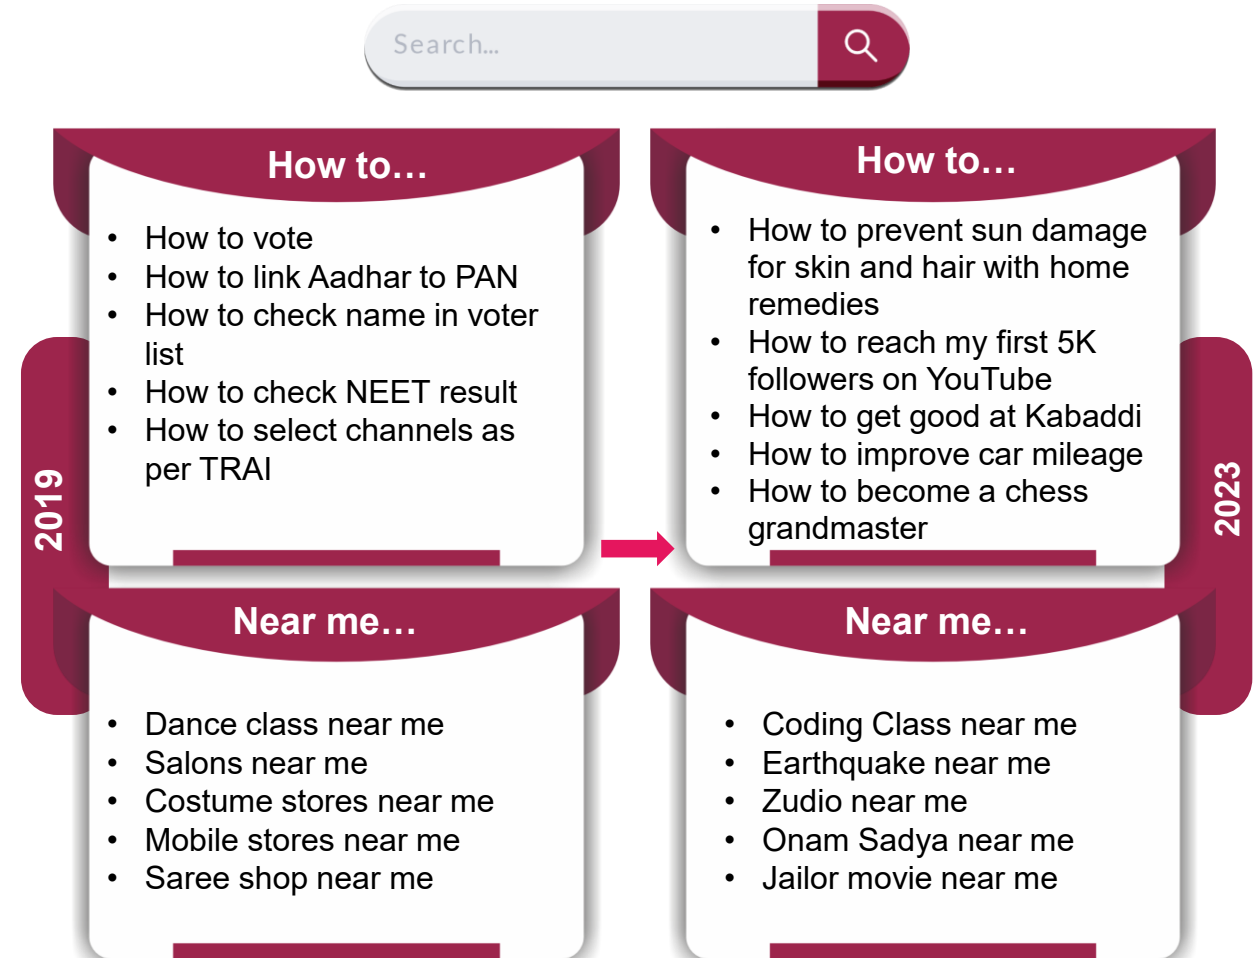 Search...
How to…
• How to vote
• How to link Aadhar to PAN
• How to check name in voter
list
• How to check NEET result
• How to select channels as
per TRAI
2019
Near me…
• Dance class near me
• Salons near me
• Costume stores near me
• Mobile stores near me
• Saree shop near me
How to…
• How to prevent sun damage
for skin and hair with home
remedies
• How to reach my first 5K
followers on YouTube
• How to get good at Kabaddi
• How to improve car mileage
• How to become a chess
grandmaster
2023
Near me…
• Coding Class near me
• Earthquake near me
• Zudio near me
• Onam Sadya near me
• Jailor movie near me